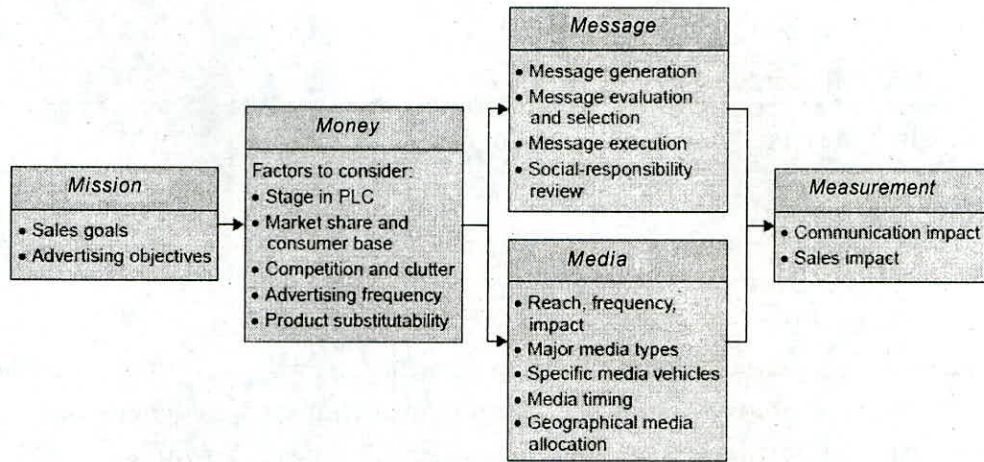 Mission
• Sales goals
• Advertising objectives
Money
Factors to consider:
• Stage in PLC
• Market share and
consumer base
• Competition and clutter
• Advertising frequency
• Product substitutability
Message
• Message generation
• Message evaluation
and selection
• Message execution
• Social-responsibility
review
Media
• Reach, frequency,
impact
• Major media types
• Specific media vehicles
• Media timing
• Geographical media
allocation
Measurement
• Communication impact
• Sales impact